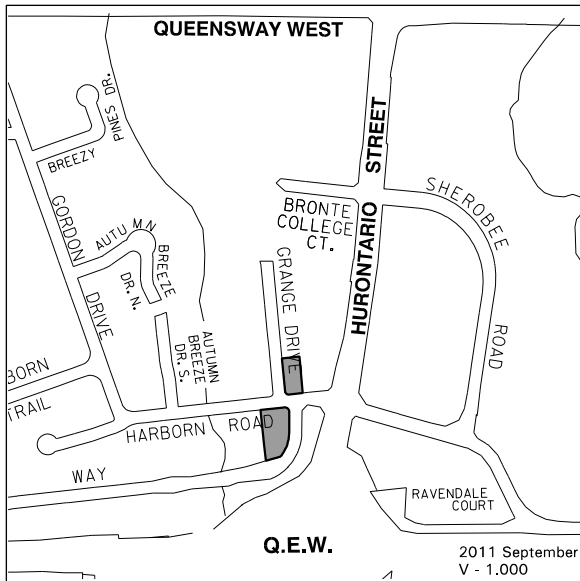 QUEENSWAY WEST
PINES DR.
BREEZY
STREET
HURONTARIO
SHEROBEE
ROAD
BRONTE
COLLEGE
CT.
GORDON
DRIVE
AUTUMN
BREEZE
DR. N.
GRANGE DRIVE
AUTUMN
BREEZE
DR. S.
BORN
TRAIL
HARBORN ROAD
WAY
RAVENDALE
COURT
Q.E.W.
2011 September
V - 1.000